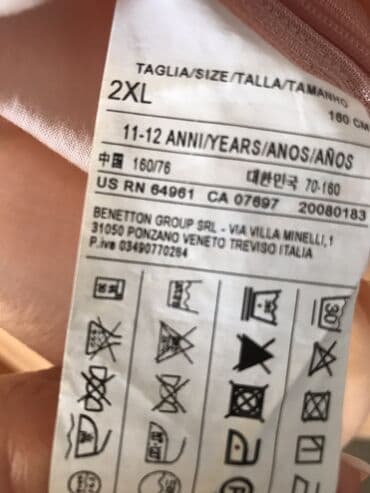 TAGLIA/SIZE/TALLA/TAMANHO
2XL
160 CM
11-12 ANNI/YEARS/ANOS/AÑOS
中国 160/76 대한민국 70-160
US RN 64961 CA 07697 20080183
BENETTON GROUP SRL - VIA VILLA MINELLI, 1
31050 PONZANO VENETO TREVISO ITALIA
P.iva 03490770264
30